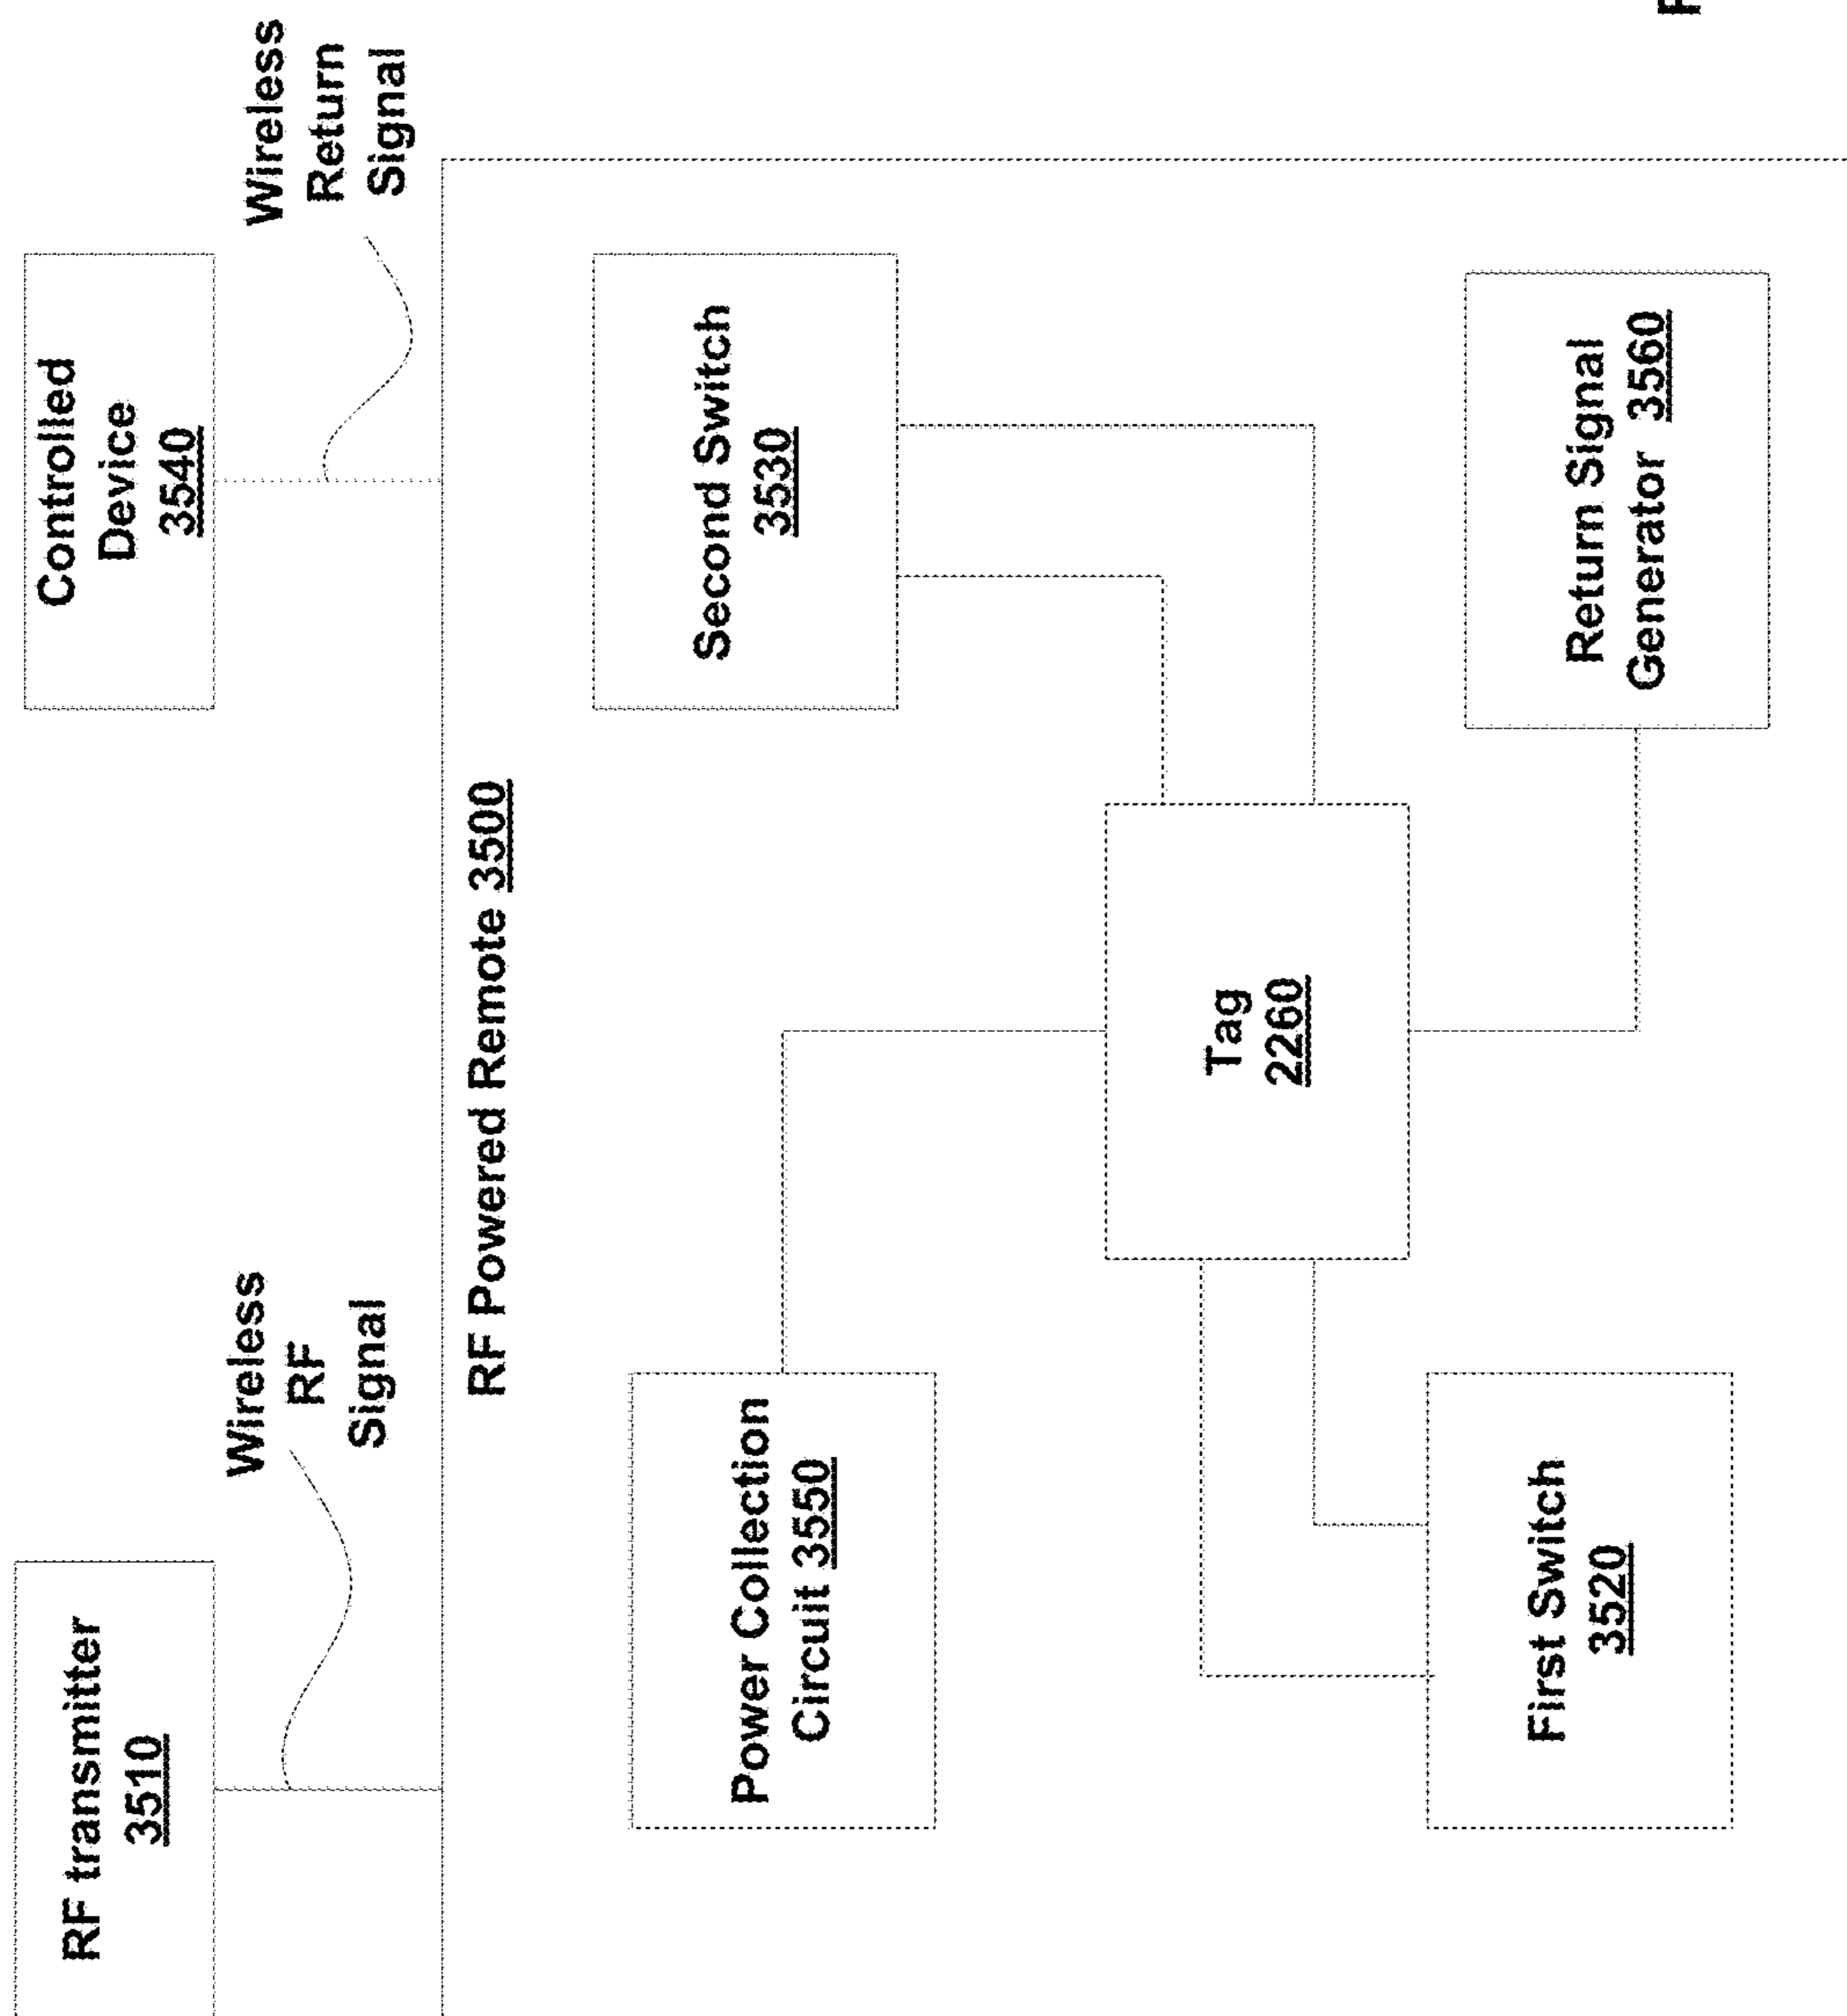 RF transmitter
3510
Wireless
RF
Signal
Controlled
Device
3540
Wireless
Return
Signal
RF Powered Remote 3500
Power Collection
Circuit 3550
Second Switch
3530
Tag
2260
First Switch
3520
Return Signal
Generator 3560